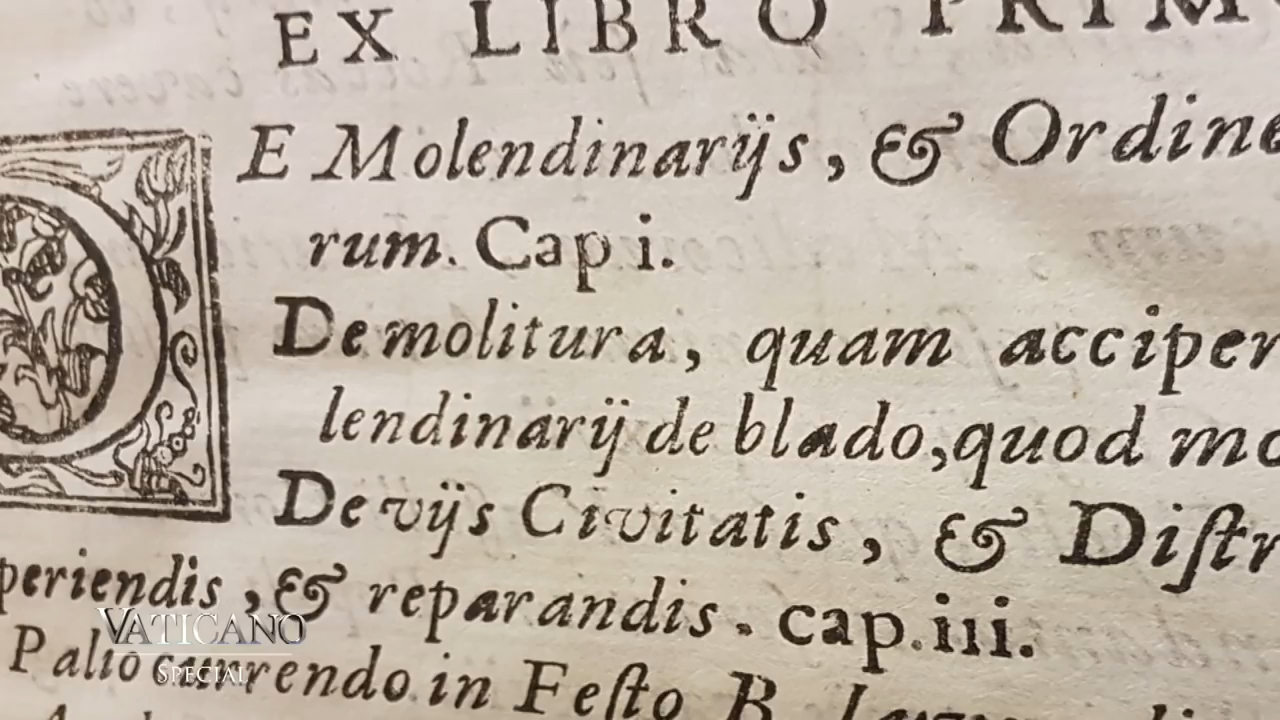 EX LIBRO PRIM
DE Molendinarijs, & Ordine
rum. Cap i.
De molitura, quam acciper
lendinarij de blado, quod mo
De vijs Civitatis, & Distr
periendis, & reparandis. cap. iii.
VATICANO
SPECIAL
Palio currendo in Festo B.